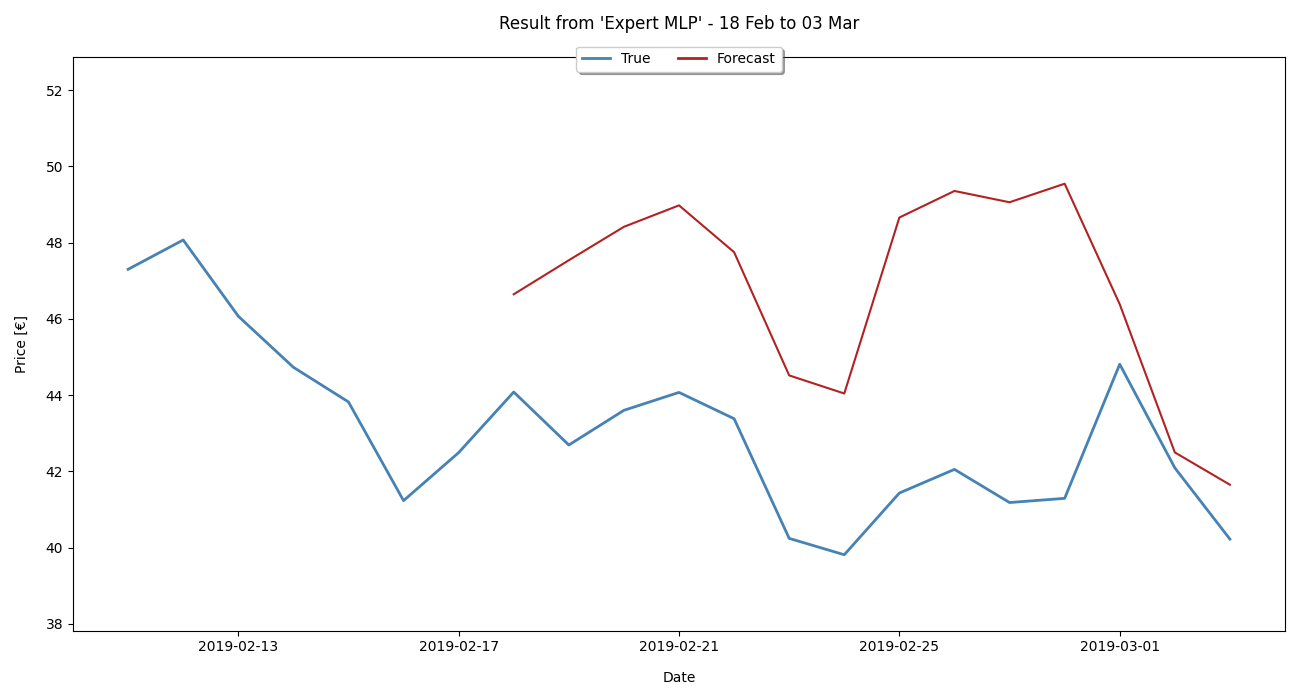 Result from 'Expert MLP' - 18 Feb to 03 Mar
True Forecast
52
50
48
46
44
42
40
38
Price [€]
2019-02-13 2019-02-17 2019-02-21 2019-02-25 2019-03-01
Date